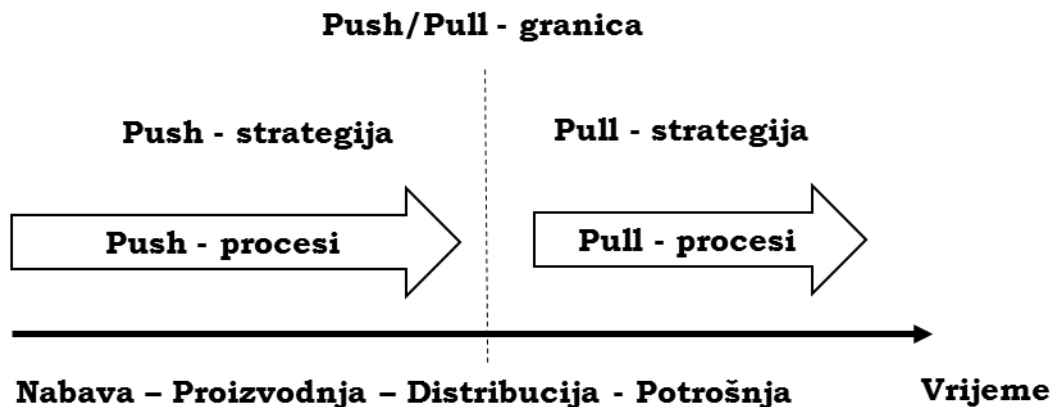 Push/Pull - granica
Push - strategija
Pull - strategija
Push - procesi
Pull - procesi
Nabava – Proizvodnja – Distribucija - Potrošnja
Vrijeme